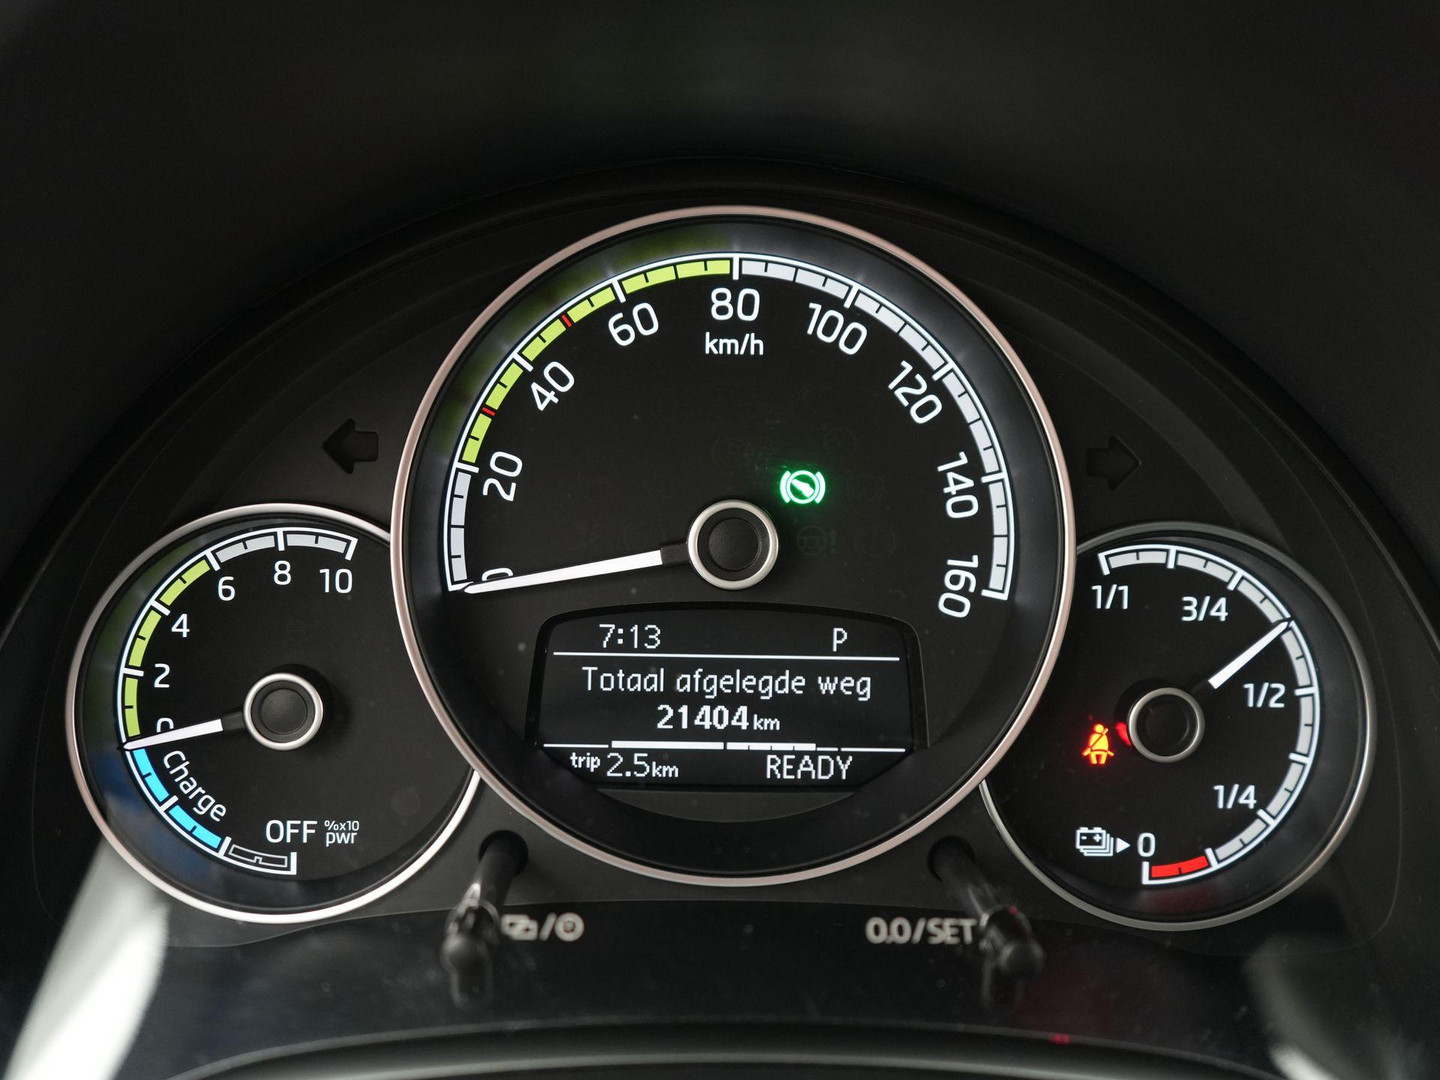 80
60
100
km/h
40
120
20
140
160
0
7:13 P
Totaal afgelegde weg
21404 km
trip 2.5km READY
10
8
6
4
2
0
Charge
OFF %x10
pwr
1/1
3/4
1/2
1/4
0
0.0/SET